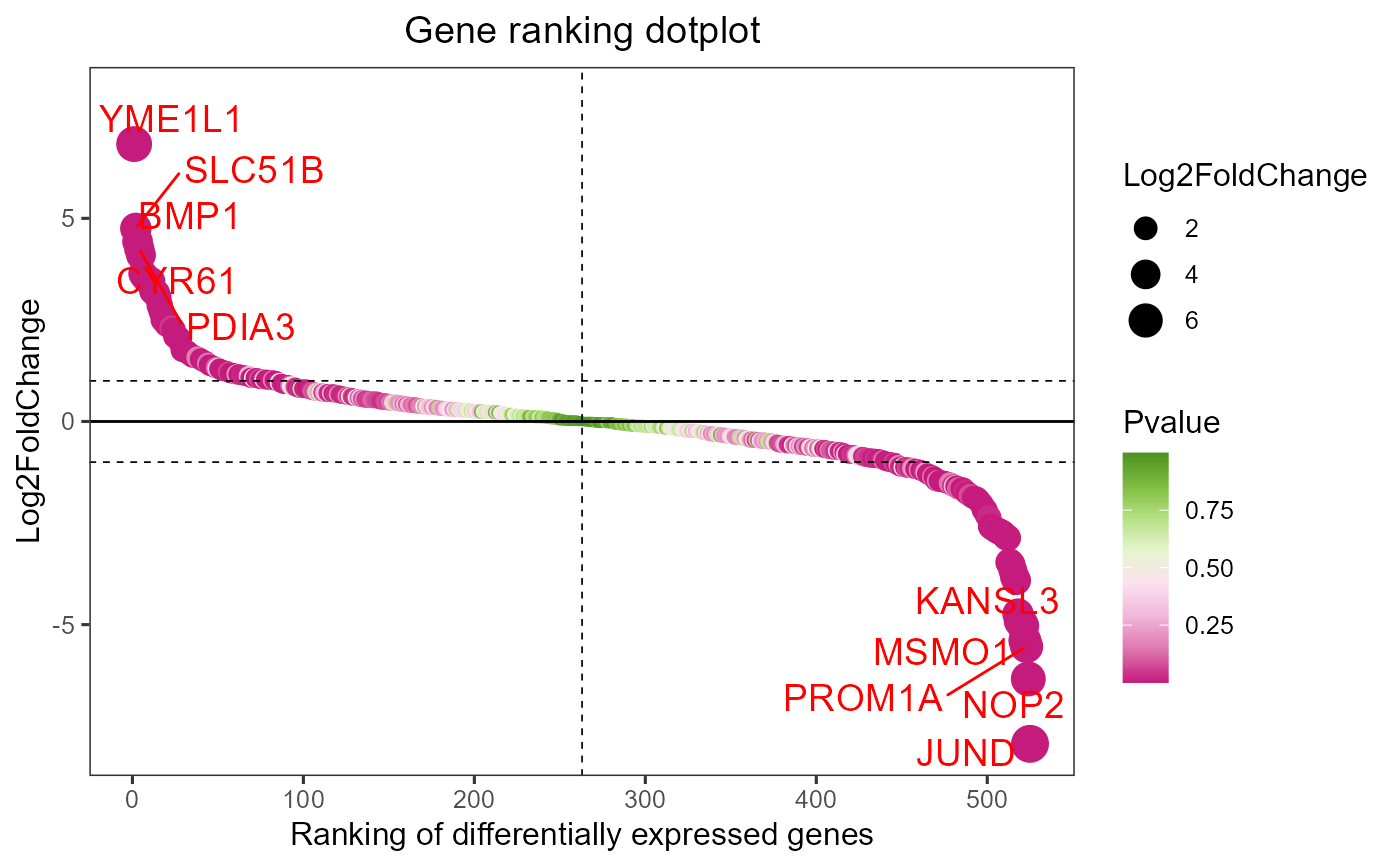 Gene ranking dotplot
YME1L1
SLC51B
BMP1
CYR61
PDIA3
KANSL3
MSMO1
PROM1A
NOP2
JUND
Log2FoldChange
5
0
-5
0
100
200
300
400
500
Ranking of differentially expressed genes
Log2FoldChange
2
4
6
Pvalue
0.75
0.50
0.25